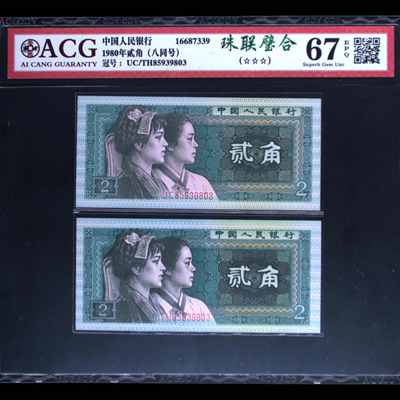 ACG
AI CANG GUARANTY
中国人民银行 16687339
1980年贰角（八同号）
冠号：UC/TH85939803
珠联璧合
(☆☆☆)
67 EPQ
Superb Gem Unc
中国人民银行
贰角
2
2
UC85939803
中国人民银行
贰角
2
2
TH85939803